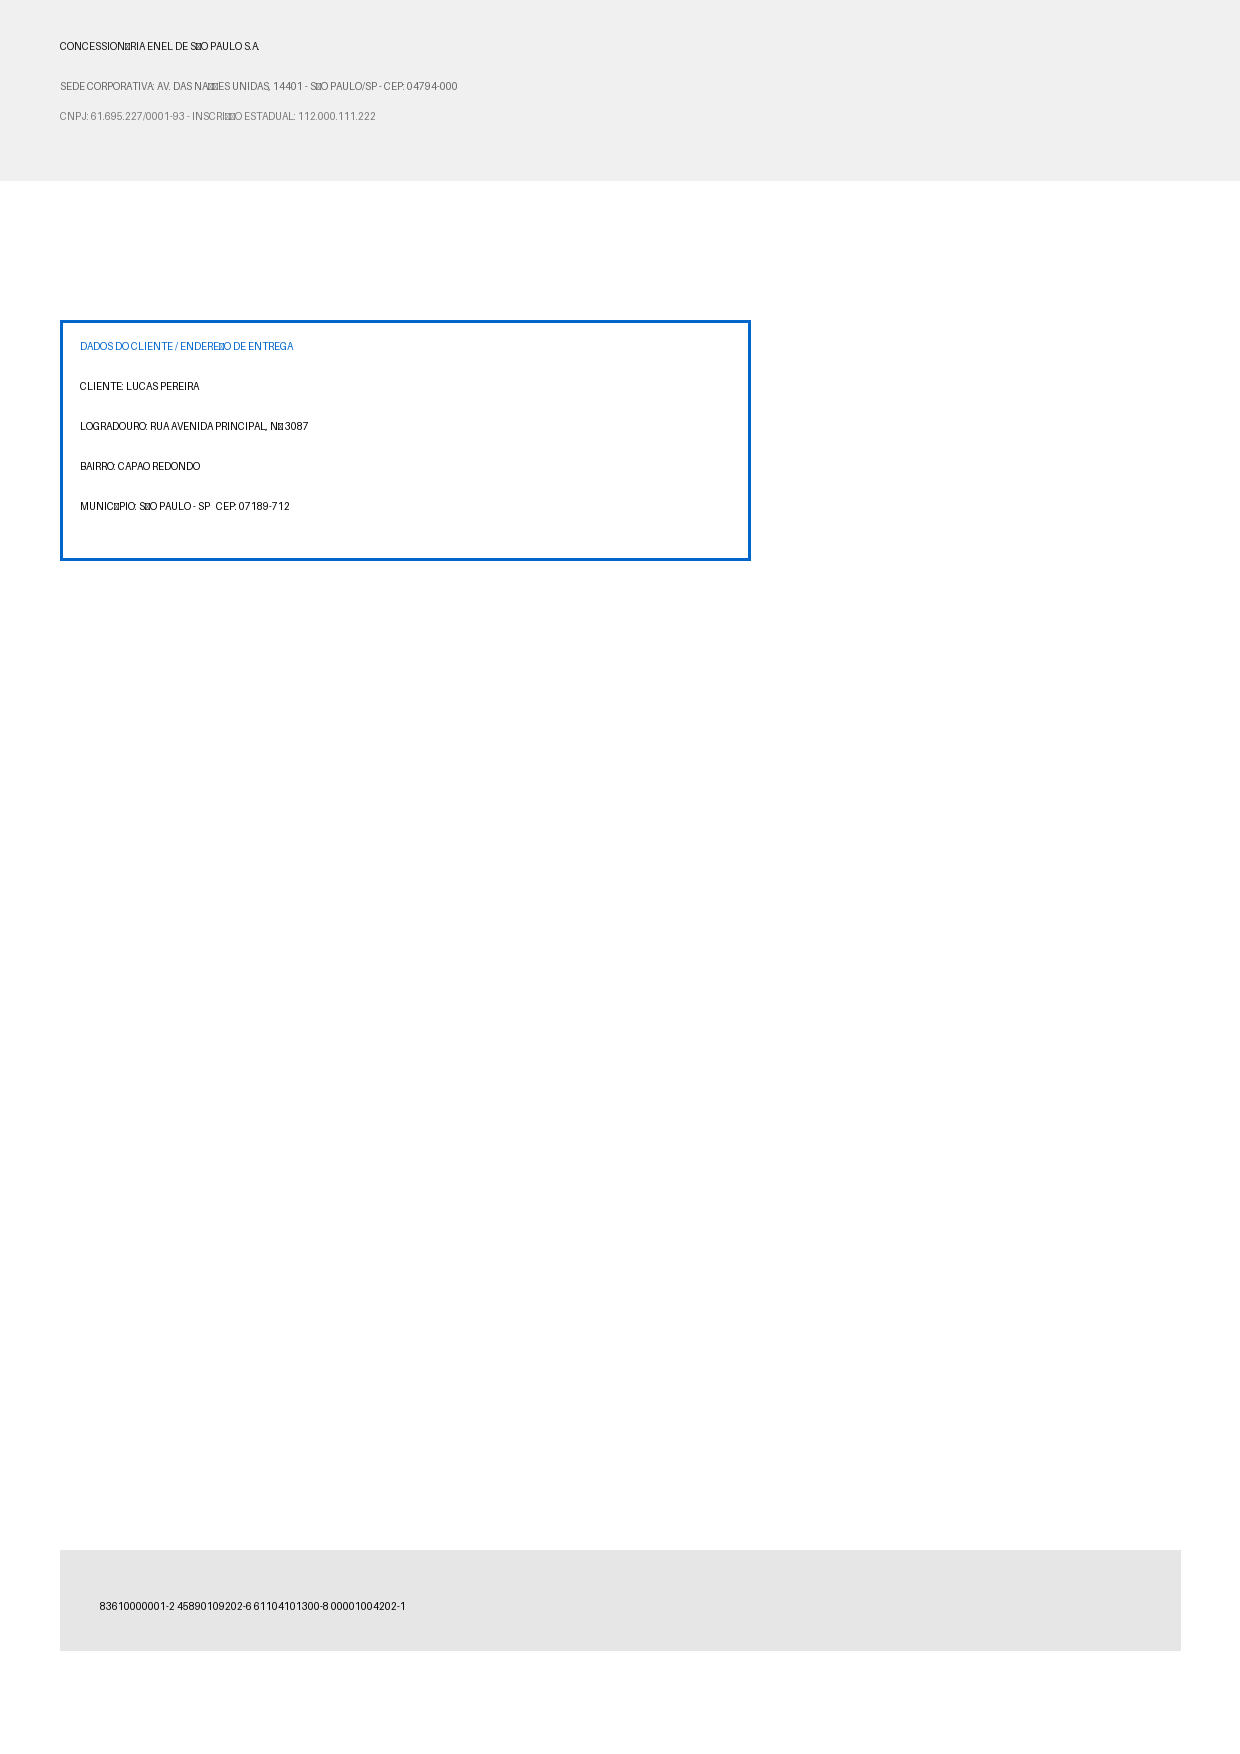 CONCESSION▯RIA ENEL DE S▯O PAULO S.A.
SEDE CORPORATIVA: AV. DAS NA▯▯ES UNIDAS, 14401 - S▯O PAULO/SP - CEP: 04794-000
CNPJ: 61.695.227/0001-93 - INSCRI▯▯O ESTADUAL: 112.000.111.222
DADOS DO CLIENTE / ENDERE▯O DE ENTREGA
CLIENTE: LUCAS PEREIRA
LOGRADOURO: RUA AVENIDA PRINCIPAL, N▯ 3087
BAIRRO: CAPAO REDONDO
MUNIC▯PIO: S▯O PAULO - SP   CEP: 07189-712
83610000001-2 45890109202-6 61104101300-8 00001004202-1